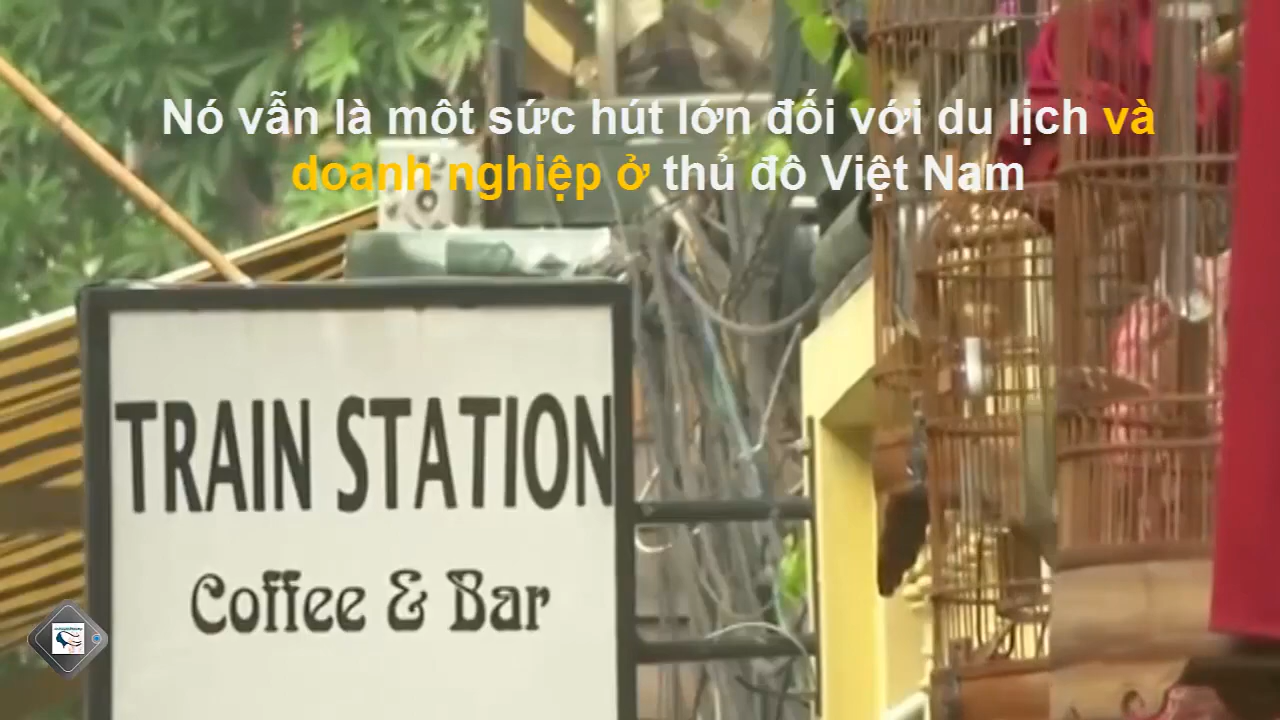 Nó vẫn là môt sức hút lớn đối với du lịch và
doanh nghiệp ở thủ đô Việt Nam
TRAIN STATION
Coffee & Bar